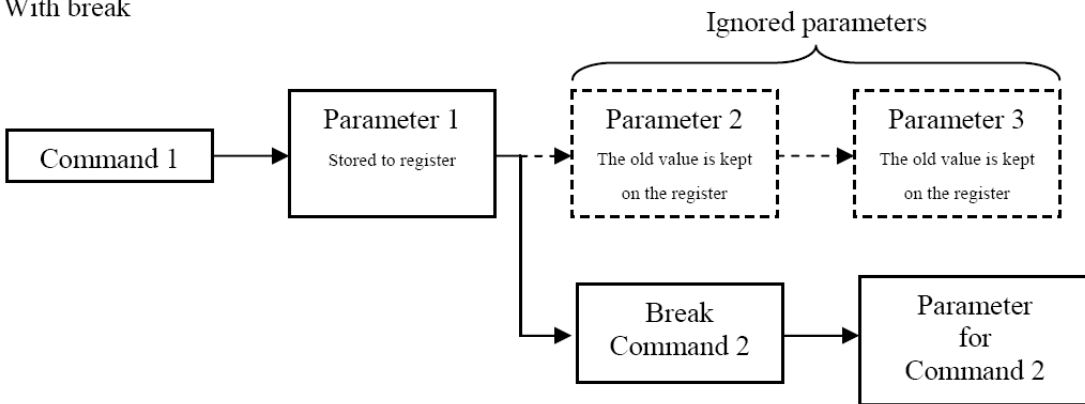 With break
Ignored parameters
Command 1
Parameter 1
Stored to register
Parameter 2
The old value is kept
on the register
Parameter 3
The old value is kept
on the register
Break
Command 2
Parameter
for
Command 2